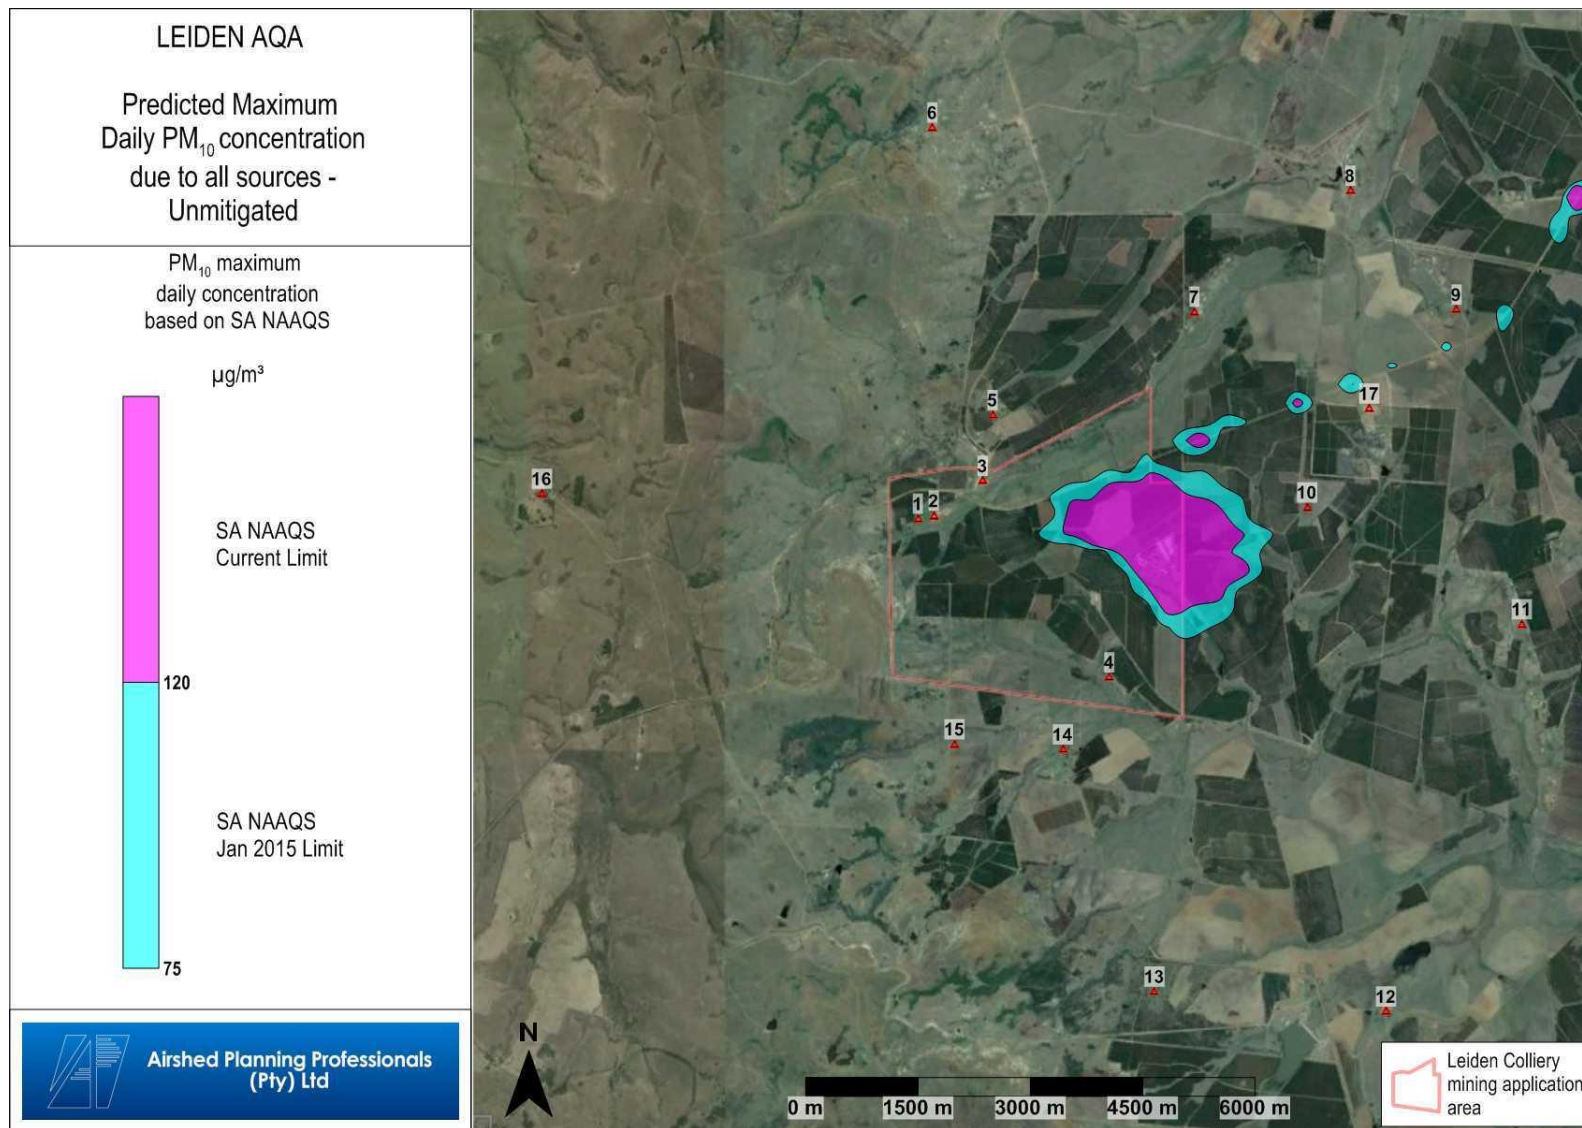 LEIDEN AQA
Predicted Maximum
Daily PM₁₀ concentration
due to all sources -
Unmitigated
PM₁₀ maximum
daily concentration
based on SA NAAQS
µg/m³
SA NAAQS
Current Limit
120
SA NAAQS
Jan 2015 Limit
75
Airshed Planning Professionals
(Pty) Ltd
6
8
7
9
5
17
3
16
1 2
10
11
4
15
14
13
12
N
0 m 1500 m 3000 m 4500 m 6000 m
Leiden Colliery
mining application
area